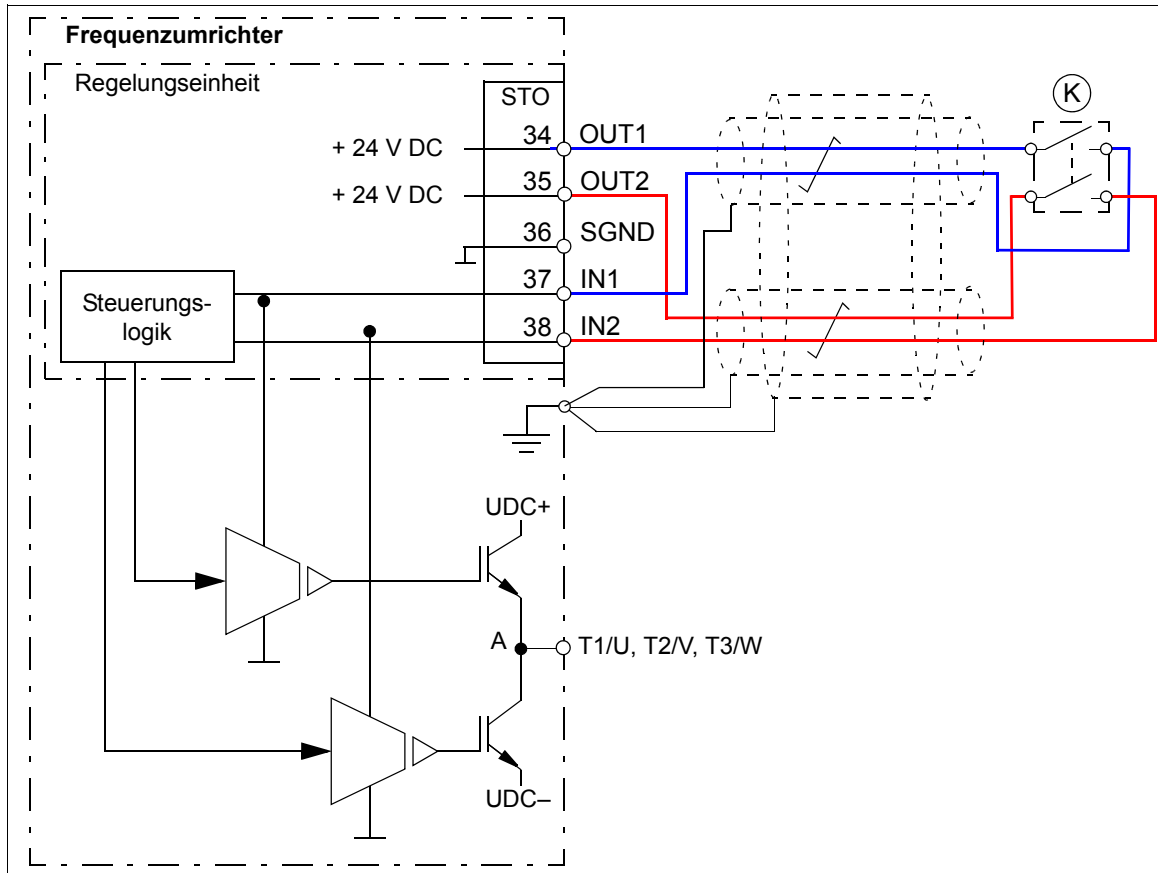 Frequenzumrichter
Regelungseinheit
STO
K
+ 24 V DC
34
OUT1
+ 24 V DC
35
OUT2
36
SGND
37
IN1
Steuerungs-
logik
38
IN2
UDC+
A
T1/U, T2/V, T3/W
UDC–